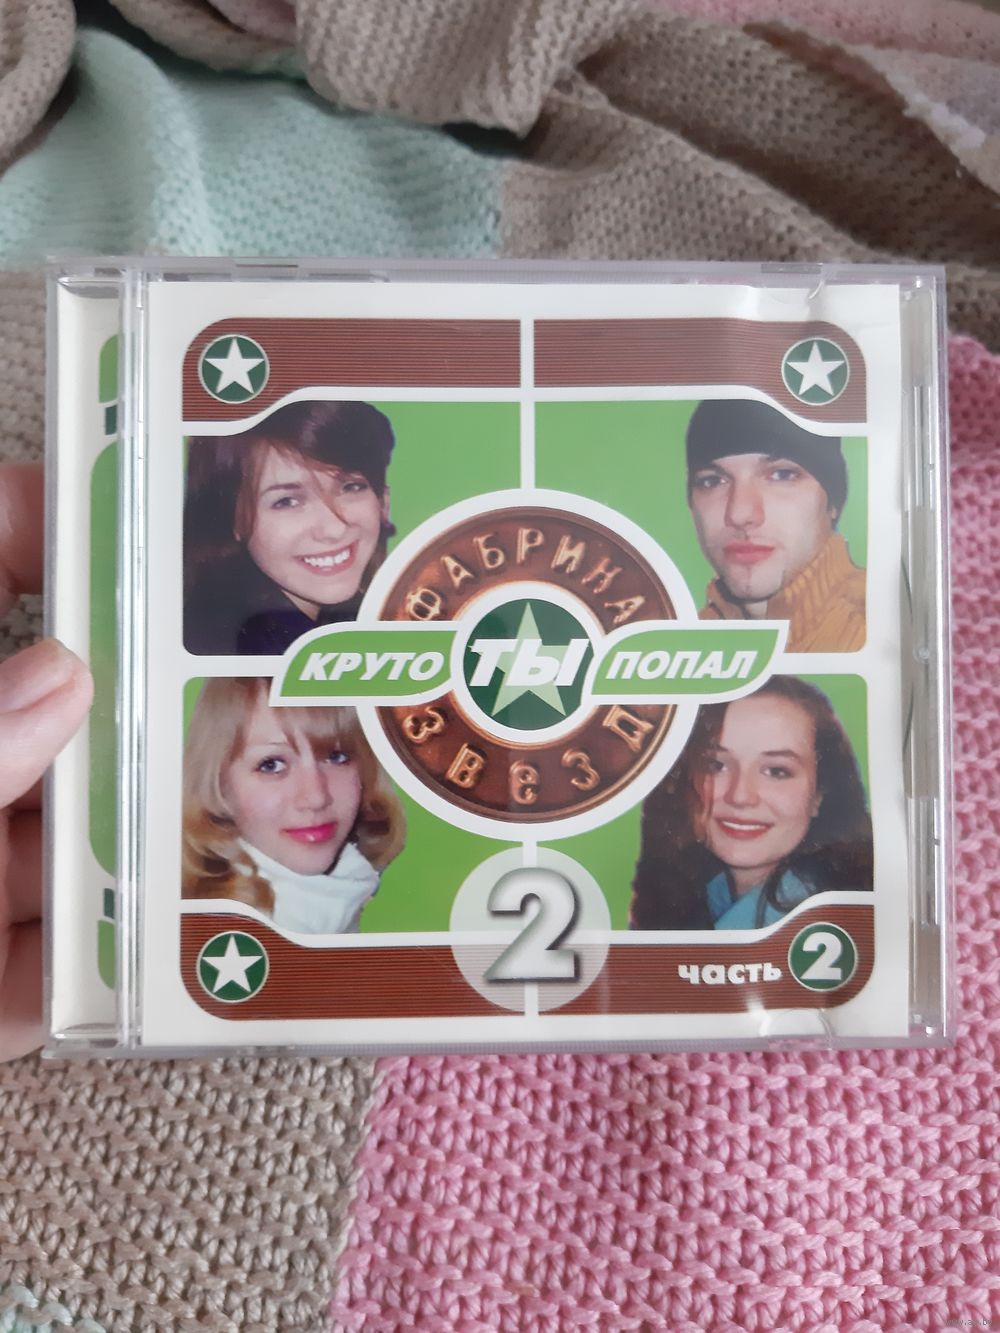 ФАБРИКА
КРУТО ТЫ ПОПАЛ
ЗВЕЗД
2
часть 2